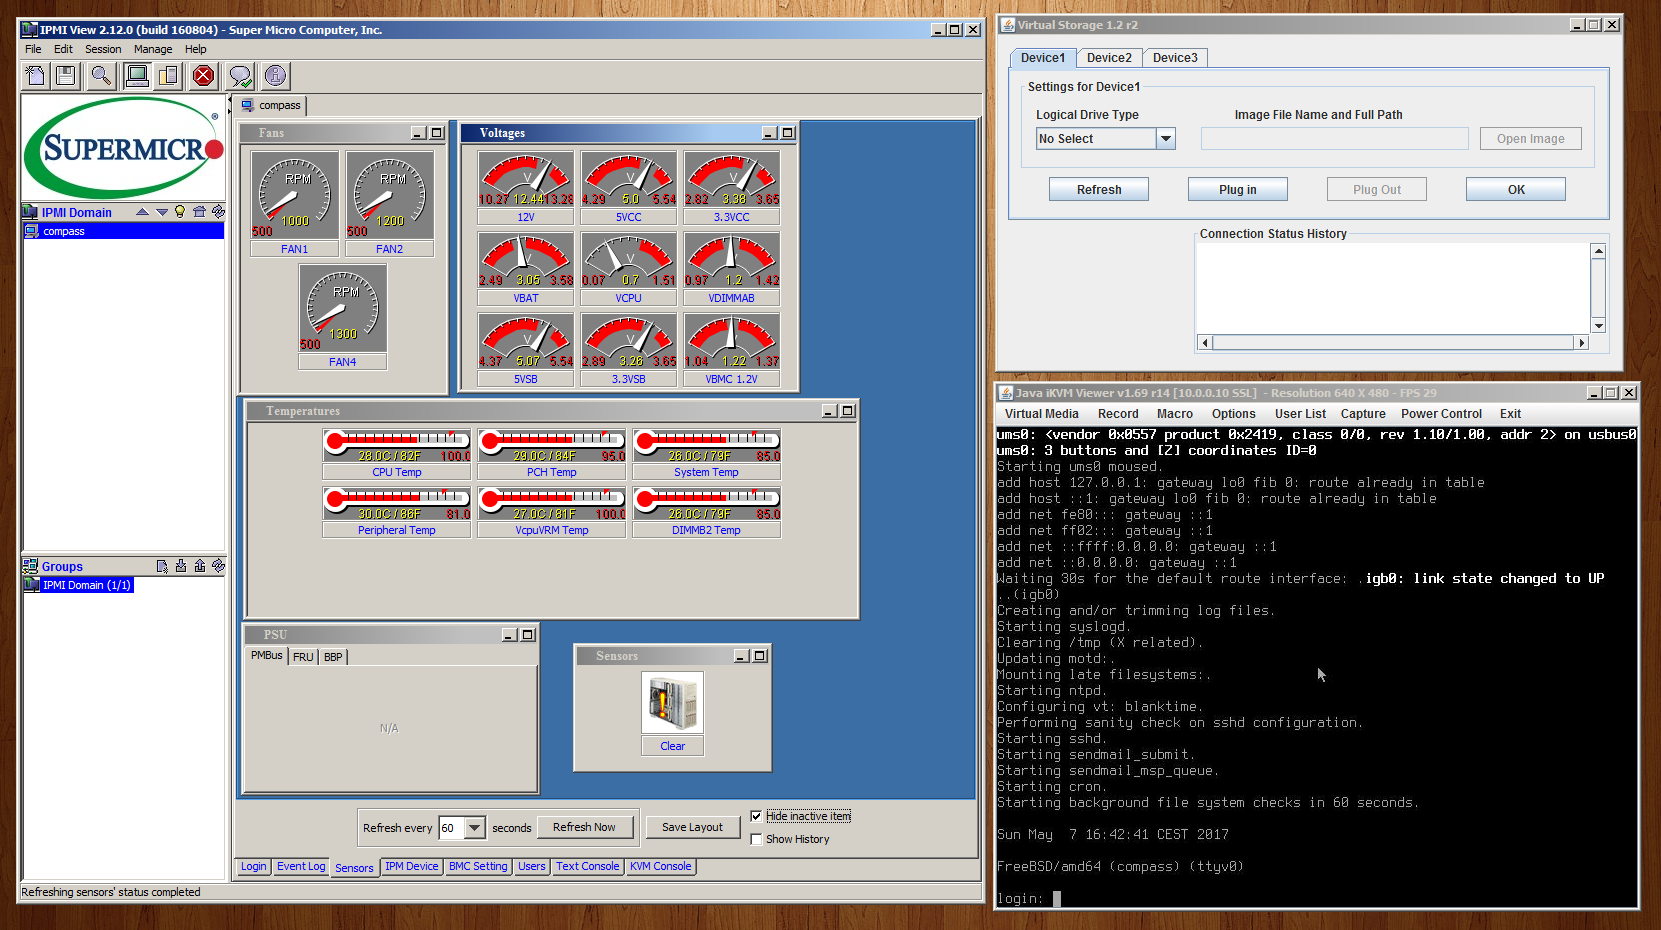 IPMI View 2.12.0 (build 160804) - Super Micro Computer, Inc.
File Edit Session Manage Help
SUPERMICRO
IPMI Domain
compass
Groups
IPMI Domain (1/1)
compass
Fans
RPM
1000
500
FAN1
RPM
1200
500
FAN2
RPM
1300
500
FAN4
Voltages
V
10.27 12.44 13.28
12V
V
4.29 5.0 5.54
5VCC
V
2.82 3.38 3.65
3.3VCC
V
2.49 3.05 3.58
VBAT
V
0.07 0.7 1.51
VCPU
V
0.97 1.2 1.42
VDIMMAB
V
4.37 5.07 5.54
5VSB
V
2.89 3.26 3.65
3.3VSB
V
1.04 1.22 1.37
VBMC 1.2V
Temperatures
28.0C / 82F 100.0
CPU Temp
29.0C / 84F 95.0
PCH Temp
26.0C / 79F 85.0
System Temp
30.0C / 86F 81.0
Peripheral Temp
27.0C / 81F 100.0
VcpuVRM Temp
26.0C / 79F 85.0
DIMMB2 Temp
PSU
PMBus FRU BBP
N/A
Sensors
Clear
Refresh every 60 seconds Refresh Now Save Layout
Hide inactive item
Show History
Login Event Log Sensors IPM Device BMC Setting Users Text Console KVM Console
Refreshing sensors' status completed
Virtual Storage 1.2 r2
Device1 Device2 Device3
Settings for Device1
Logical Drive Type Image File Name and Full Path
No Select Open Image
Refresh Plug in Plug Out OK
Connection Status History
Java iKVM Viewer v1.69 r14 [10.0.0.10 SSL] - Resolution 640 X 480 - FPS 29
Virtual Media Record Macro Options User List Capture Power Control Exit
ums0: <vendor 0x0557 product 0x2419, class 0/0, rev 1.10/1.00, addr 2> on usbus0
ums0: 3 buttons and [Z] coordinates ID=0
Starting ums0 moused.
add host 127.0.0.1: gateway lo0 fib 0: route already in table
add host ::1: gateway lo0 fib 0: route already in table
add net fe80::: gateway ::1
add net ff02::: gateway ::1
add net ::ffff:0.0.0.0: gateway ::1
add net ::0.0.0.0: gateway ::1
Waiting 30s for the default route interface: .igb0: link state changed to UP
..(igb0)
Creating and/or trimming log files.
Starting syslogd.
Clearing /tmp (X related).
Updating motd:.
Mounting late filesystems:.
Starting ntpd.
Configuring vt: blanktime.
Performing sanity check on sshd configuration.
Starting sshd.
Starting sendmail_submit.
Starting sendmail_msp_queue.
Starting cron.
Starting background file system checks in 60 seconds.
Sun May  7 16:42:41 CEST 2017
FreeBSD/amd64 (compass) (ttyv0)
login: